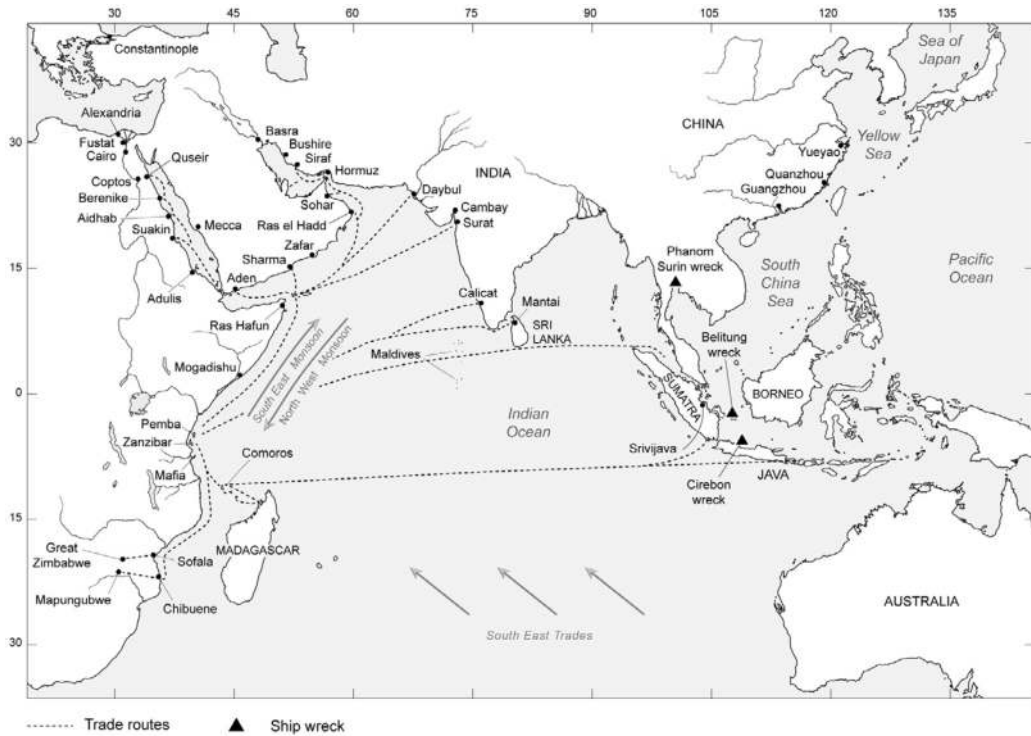 30 45 60 75 90 105 120 135
Constantinople
Sea of
Japan
Alexandria
30
Fustat
Cairo
Basra
Bushire
Siraf
Hormuz
CHINA
Yellow
Sea
Yueyao
Quseir
INDIA
Quanzhou
Guangzhou
Coptos
Berenike
Aidhab
Suakin
Mecca
Sohar
Ras el Hadd
Daybul
Cambay
Surat
Zafar
Sharma
Phanom
Surin wreck
South
China
Sea
Pacific
Ocean
15
Adulis
Aden
Ras Hafun
Calicat
Mantai
SRI
LANKA
Belitung
wreck
Mogadishu
South East Monsoon
North West Monsoon
Maldives
0
SUMATRA
BORNEO
Indian
Ocean
Pemba
Zanzibar
Mafia
Comoros
Srivijaya
JAVA
Cirebon
wreck
15
Great
Zimbabwe
Sofala
MADAGASCAR
Mapungubwe
Chibuene
AUSTRALIA
South East Trades
30
Trade routes
Ship wreck